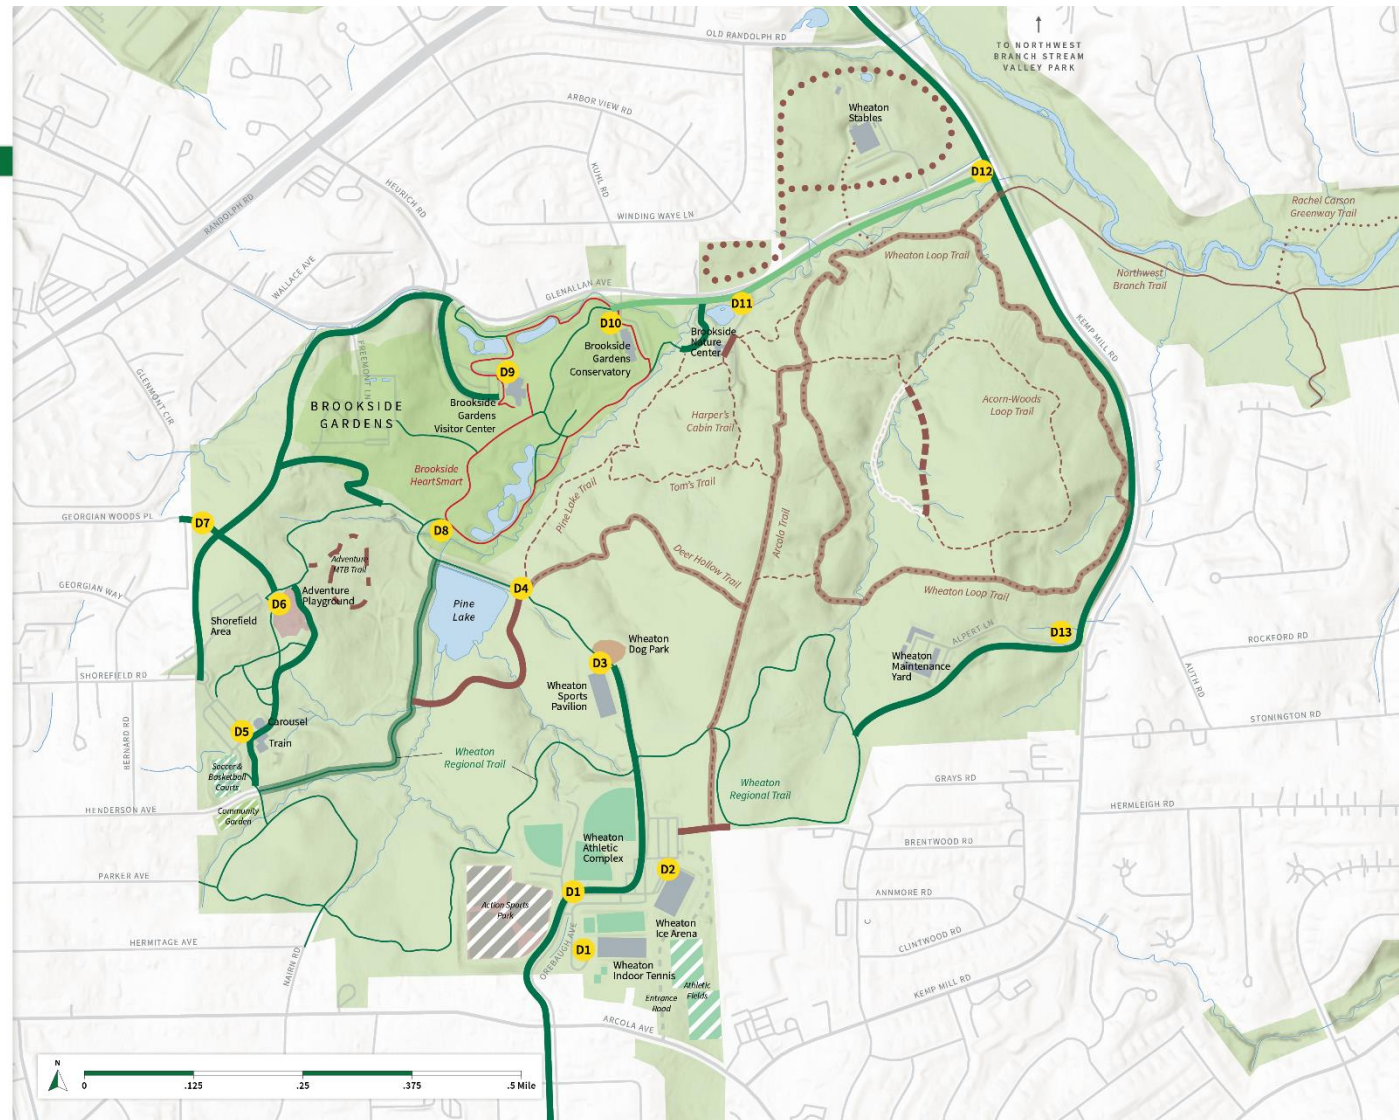 OLD RANDOLPH RD
TO NORTHWEST
BRANCH STREAM
VALLEY PARK
ARBOR VIEW RD
Wheaton
Stables
KUHL RD
HEURICH RD
RANDOLPH RD
WINDING WAYE LN
D12
Rachel Carson
Greenway Trail
Wheaton Loop Trail
Northwest
Branch Trail
WALLACE AVE
GLENALLAN AVE
D11
D10
Brookside
Nature
Center
KEMP MILL RD
Brookside
Gardens
Conservatory
FREEMONT LN
D9
GLENMONT CIR
BROOKSIDE
GARDENS
Brookside
Gardens
Visitor Center
Harper's
Cabin Trail
Acorn-Woods
Loop Trail
Brookside
HeartSmart
Pine Lake Trail
Tom's Trail
GEORGIAN WOODS PL
D7
D8
Arcola Trail
Adventure
MTB Trail
Deer Hollow Trail
GEORGIAN WAY
D6
Adventure
Playground
D4
Pine
Lake
Wheaton Loop Trail
Shorefield
Area
D13
ALPERT LN
ROCKFORD RD
Wheaton
Dog Park
D3
Wheaton
Maintenance
Yard
SHOREFIELD RD
Wheaton
Sports
Pavilion
AUTH RD
BERNARD RD
D5
Carousel
Train
STONINGTON RD
Wheaton
Regional Trail
Soccer &
Basketball
Courts
Wheaton
Regional Trail
GRAYS RD
HENDERSON AVE
Community
Garden
HERMLEIGH RD
Wheaton
Athletic
Complex
BRENTWOOD RD
PARKER AVE
D2
D1
ANNMORE RD
Action Sports
Park
Wheaton
Ice Arena
CLINTWOOD RD
HERMITAGE AVE
NAIRN RD
OREBAUGH AVE
D1
Wheaton
Indoor Tennis
Athletic
Fields
KEMP MILL RD
Entrance
Road
ARCOLA AVE
N
0 .125 .25 .375 .5 Mile